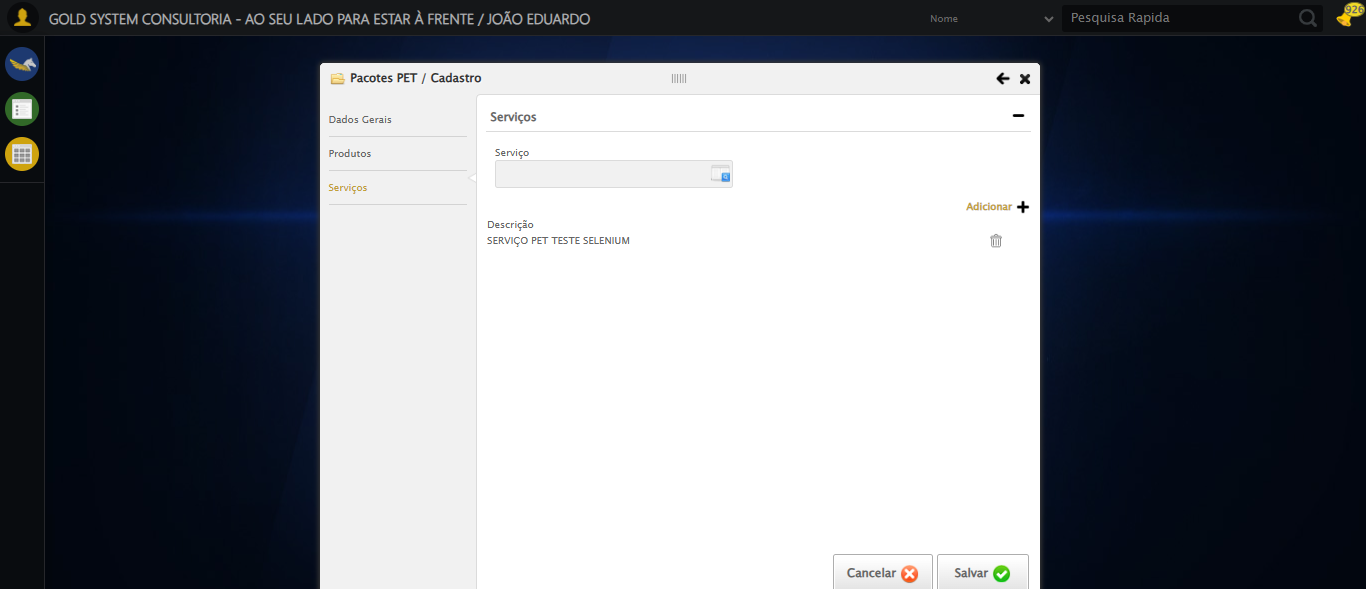 GOLD SYSTEM CONSULTORIA - AO SEU LADO PARA ESTAR À FRENTE / JOÃO EDUARDO
Nome
Pesquisa Rapida
926
Pacotes PET / Cadastro
Dados Gerais
Produtos
Serviços
Serviços
Serviço
Adicionar
Descrição
SERVIÇO PET TESTE SELENIUM
Cancelar
Salvar